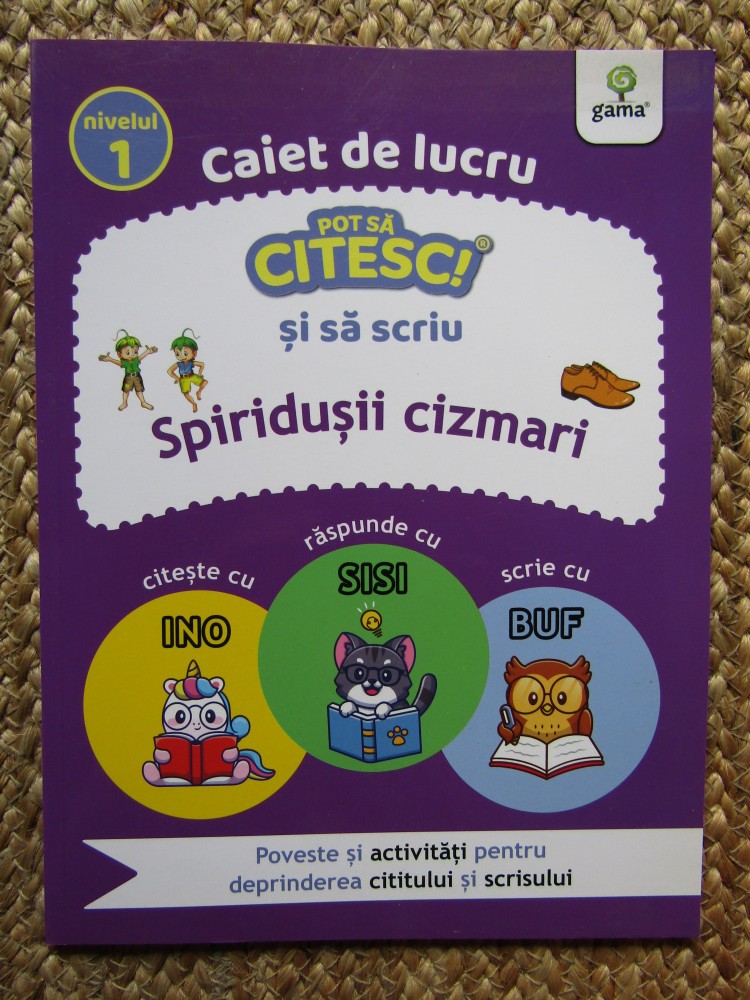 nivelul
1
gama®
Caiet de lucru
POT SĂ
CITESC!®
și să scriu
Spiridușii cizmari
citește cu
INO
răspunde cu
SISI
scrie cu
BUF
Poveste și activități pentru
deprinderea cititului și scrisului